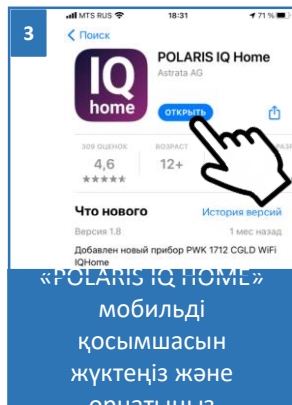 3
MTS RUS 18:31 71 %
Поиск
IQ
home
POLARIS IQ Home
Astrata AG
ОТКРЫТЬ
309 ОЦЕНОК ВОЗРАСТ РАЗ
4,6 12+
★★★★★
Что нового История версий
Версия 1.8 1 мес назад
Добавлен новый прибор PWK 1712 CGLD WiFi
IQHome
«POLARIS IQ HOME»
мобильді
қосымшасын
жүктеңіз және
орнатыңыз